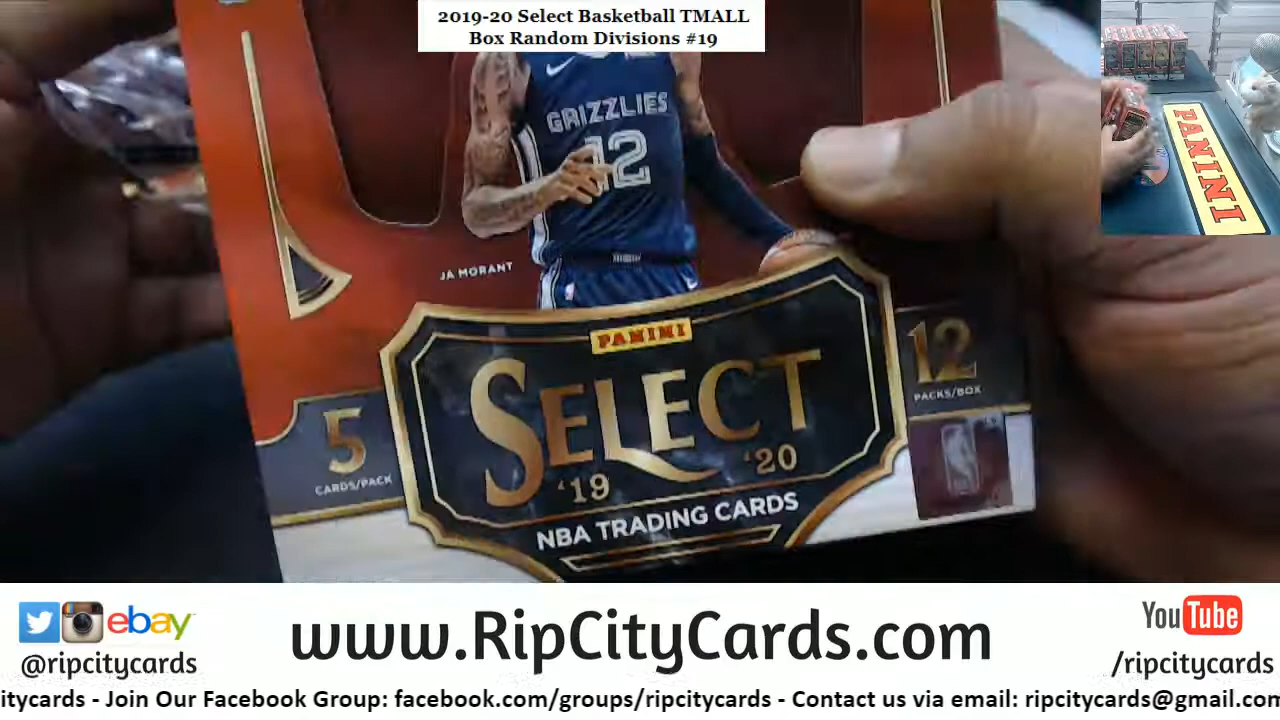 2019-20 Select Basketball TMALL
Box Random Divisions #19
GRIZZLIES
12
JA MORANT
PANINI
SELECT
'19 '20
NBA TRADING CARDS
5
CARDS/PACK
12
PACKS/BOX
PANINI
ebay
@ripcitycards
www.RipCityCards.com
YouTube
/ripcitycards
citycards - Join Our Facebook Group: facebook.com/groups/ripcitycards - Contact us via email: ripcitycards@gmail.com